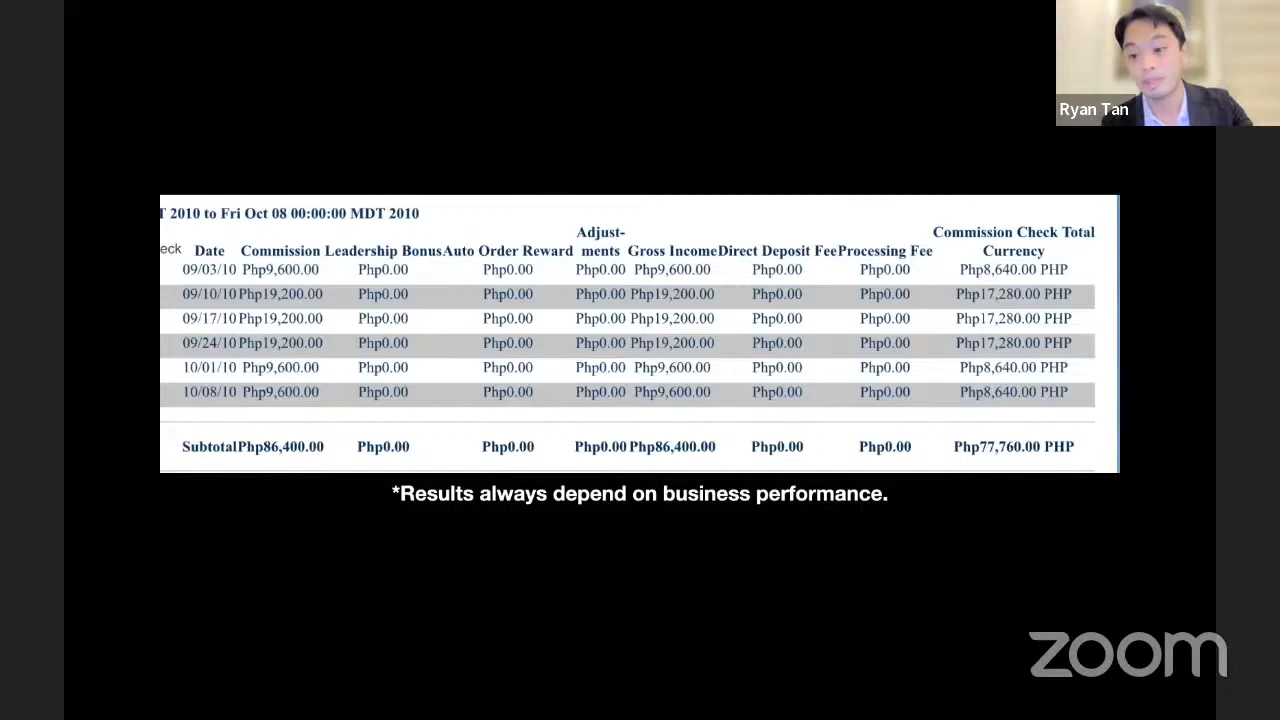 Ryan Tan
T 2010 to Fri Oct 08 00:00:00 MDT 2010
eck Date Commission Leadership Bonus Auto Order Reward Adjust-ments Gross Income Direct Deposit Fee Processing Fee Commission Check Total Currency
09/03/10 Php9,600.00 Php0.00 Php0.00 Php0.00 Php9,600.00 Php0.00 Php0.00 Php8,640.00 PHP
09/10/10 Php19,200.00 Php0.00 Php0.00 Php0.00 Php19,200.00 Php0.00 Php0.00 Php17,280.00 PHP
09/17/10 Php19,200.00 Php0.00 Php0.00 Php0.00 Php19,200.00 Php0.00 Php0.00 Php17,280.00 PHP
09/24/10 Php19,200.00 Php0.00 Php0.00 Php0.00 Php19,200.00 Php0.00 Php0.00 Php17,280.00 PHP
10/01/10 Php9,600.00 Php0.00 Php0.00 Php0.00 Php9,600.00 Php0.00 Php0.00 Php8,640.00 PHP
10/08/10 Php9,600.00 Php0.00 Php0.00 Php0.00 Php9,600.00 Php0.00 Php0.00 Php8,640.00 PHP
Subtotal Php86,400.00 Php0.00 Php0.00 Php0.00 Php86,400.00 Php0.00 Php0.00 Php77,760.00 PHP
*Results always depend on business performance.
zoom